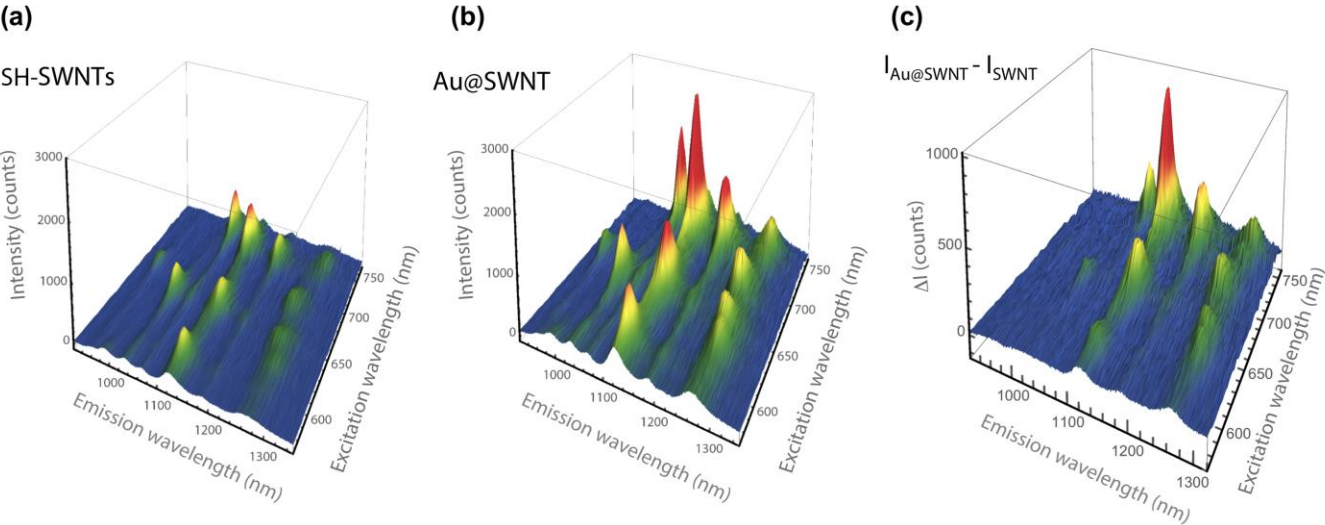 (a)
SH-SWNTs
Intensity (counts)
3000
2000
1000
0
1000
1100
1200
1300
Emission wavelength (nm)
600
650
700
750
Excitation wavelength (nm)
(b)
Au@SWNT
Intensity (counts)
3000
2000
1000
0
1000
1100
1200
1300
Emission wavelength (nm)
600
650
700
750
Excitation wavelength (nm)
(c)
I Au@SWNT - I SWNT
ΔI (counts)
1000
500
0
1000
1100
1200
1300
Emission wavelength (nm)
600
650
700
750
Excitation wavelength (nm)